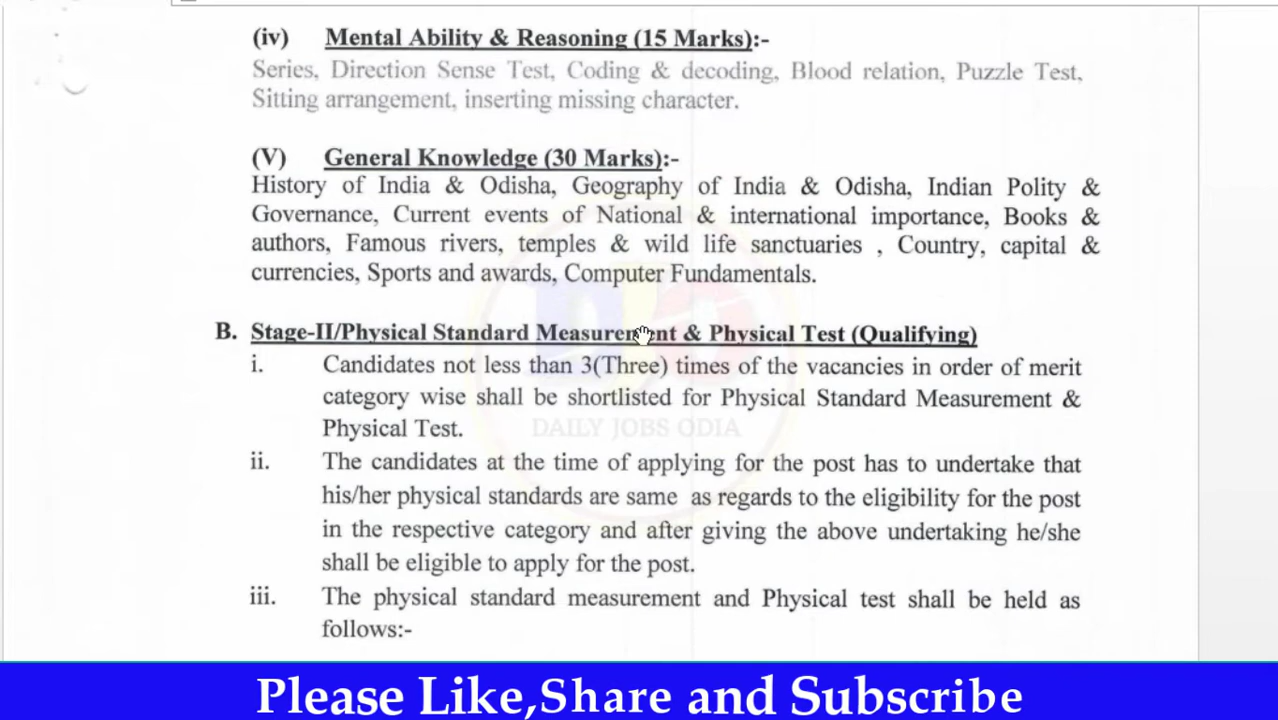 (iv) Mental Ability & Reasoning (15 Marks):-
Series, Direction Sense Test, Coding & decoding, Blood relation, Puzzle Test,
Sitting arrangement, inserting missing character.
(V) General Knowledge (30 Marks):-
History of India & Odisha, Geography of India & Odisha, Indian Polity &
Governance, Current events of National & international importance, Books &
authors, Famous rivers, temples & wild life sanctuaries , Country, capital &
currencies, Sports and awards, Computer Fundamentals.
B. Stage-II/Physical Standard Measurement & Physical Test (Qualifying)
i. Candidates not less than 3(Three) times of the vacancies in order of merit
category wise shall be shortlisted for Physical Standard Measurement &
Physical Test.
DAILY JOBS ODIA
ii. The candidates at the time of applying for the post has to undertake that
his/her physical standards are same as regards to the eligibility for the post
in the respective category and after giving the above undertaking he/she
shall be eligible to apply for the post.
iii. The physical standard measurement and Physical test shall be held as
follows:-
Please Like,Share and Subscribe